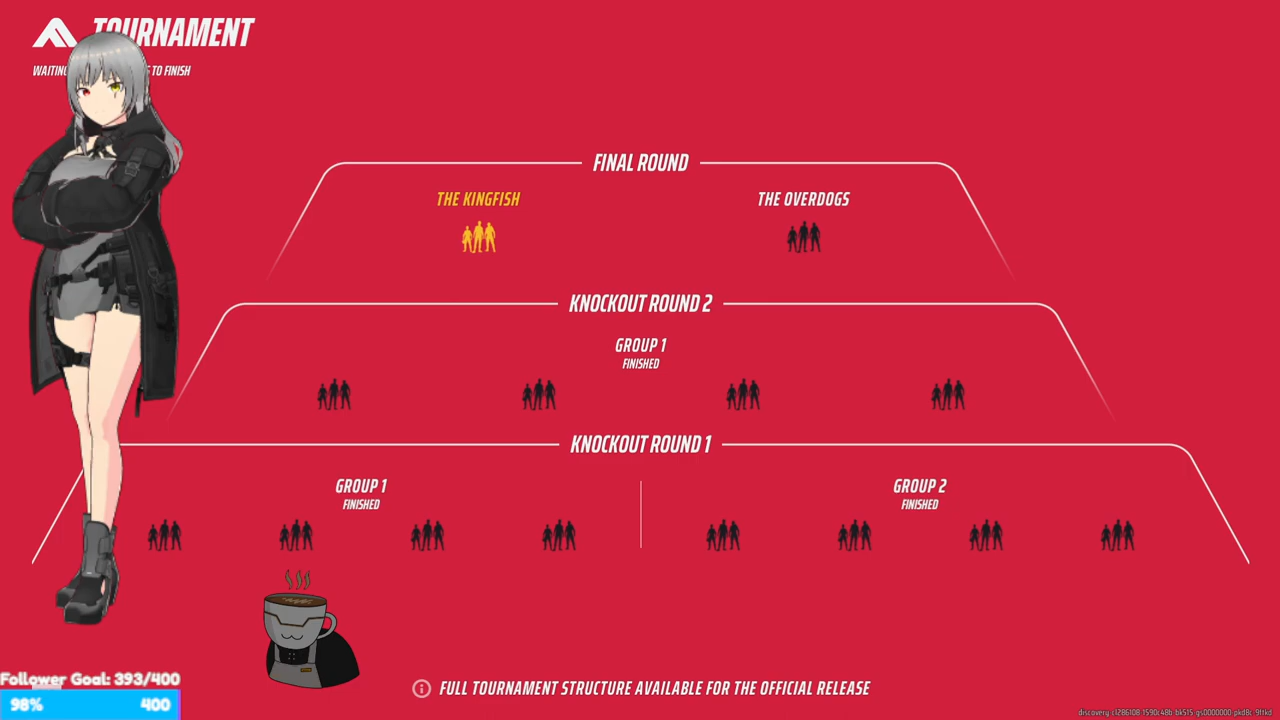 TOURNAMENT
TO FINISH
FINAL ROUND
THE KINGFISH
THE OVERDOGS
KNOCKOUT ROUND 2
GROUP 1
FINISHED
KNOCKOUT ROUND 1
GROUP 1
FINISHED
GROUP 2
FINISHED
Follower Goal: 393/400
98% 400
FULL TOURNAMENT STRUCTURE AVAILABLE FOR THE OFFICIAL RELEASE